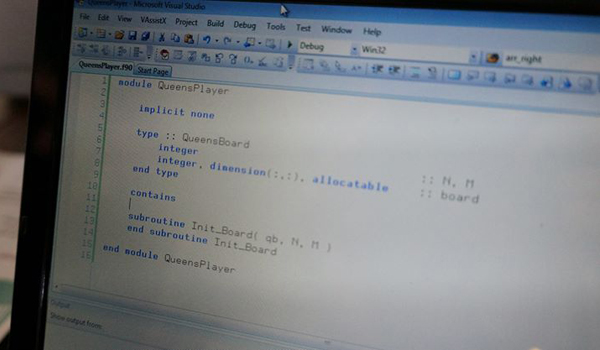 QueensPlayer - Microsoft Visual Studio
File Edit View VAssistX Project Build Debug Tools Test Window Help
Debug Win32 arr_right
QueensPlayer.f90 Start Page
1 module QueensPlayer
2
3 implicit none
4
5
6 type :: QueensBoard
7 integer :: N, M
8 integer, dimension(:,:), allocatable :: board
9 end type
10
11 contains
12
13 subroutine Init_Board( qb, N, M )
14 end subroutine Init_Board
15
16 end module QueensPlayer
Output
Show output from: